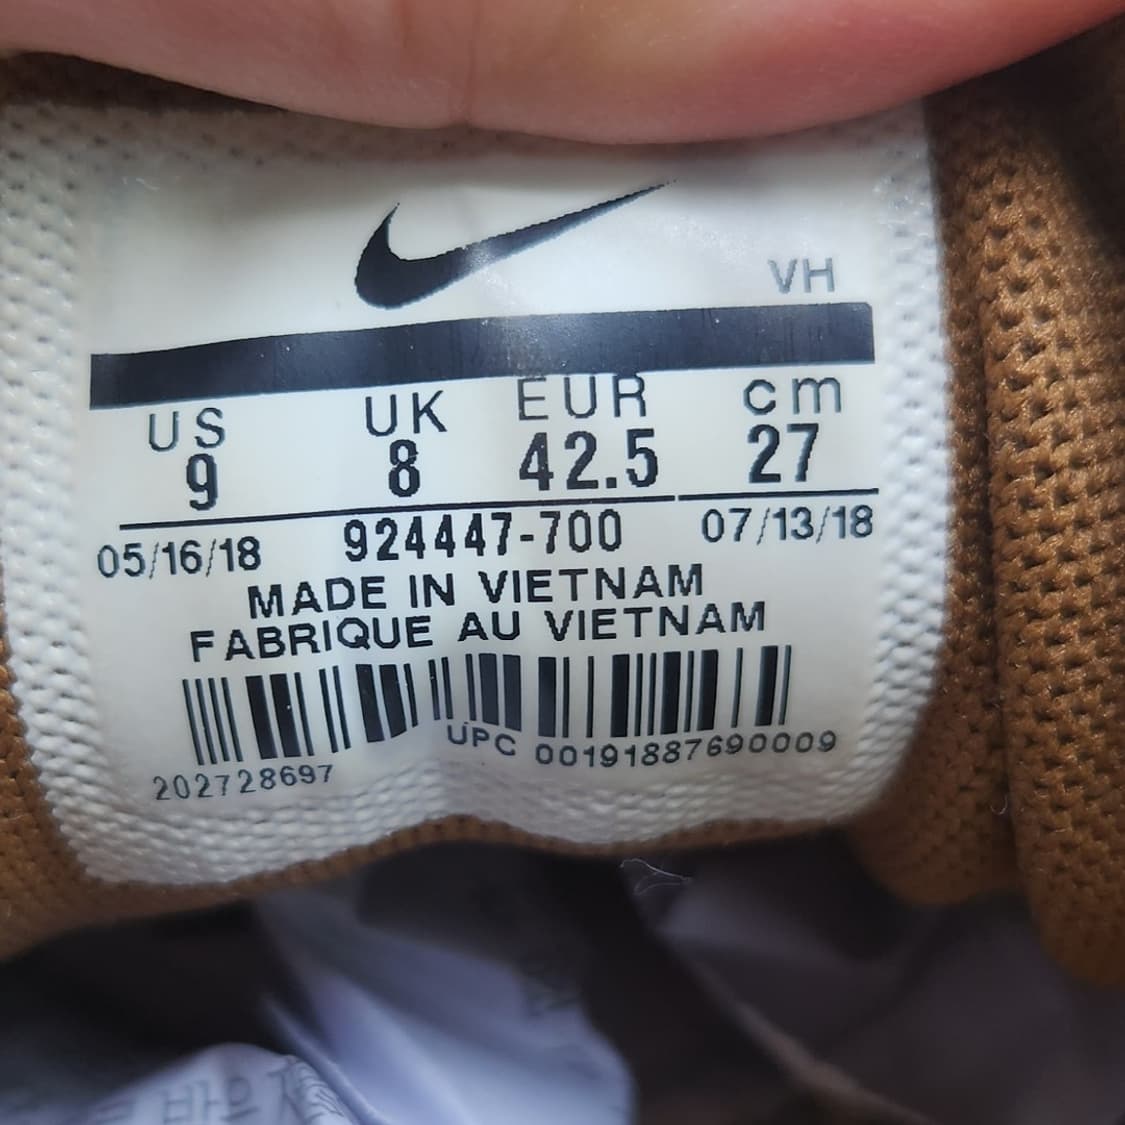 VH
US UK EUR cm
9 8 42.5 27
05/16/18 924447-700 07/13/18
MADE IN VIETNAM
FABRIQUE AU VIETNAM
202728697 UPC 00191887690009